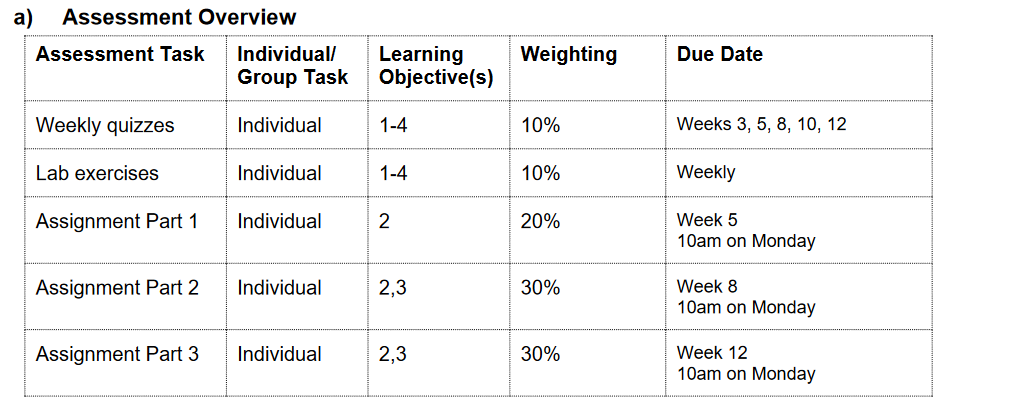 a) Assessment Overview
Assessment Task Individual/ Learning Weighting Due Date
Group Task Objective(s)
Weekly quizzes Individual 1-4 10% Weeks 3, 5, 8, 10, 12
Lab exercises Individual 1-4 10% Weekly
Assignment Part 1 Individual 2 20% Week 5
10am on Monday
Assignment Part 2 Individual 2,3 30% Week 8
10am on Monday
Assignment Part 3 Individual 2,3 30% Week 12
10am on Monday